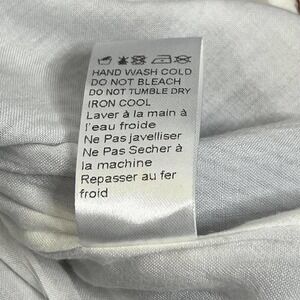 HAND WASH COLD
DO NOT BLEACH
DO NOT TUMBLE DRY
IRON COOL
Laver à la main à
l'eau froide
Ne Pas javelliser
Ne Pas Secher à
la machine
Repasser au fer
froid